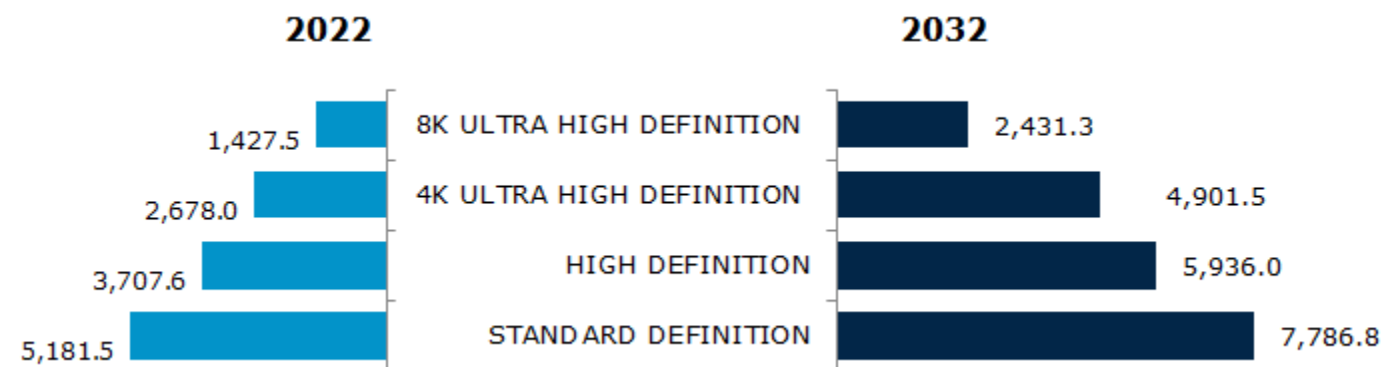 2022 2032
1,427.5 8K ULTRA HIGH DEFINITION 2,431.3
2,678.0 4K ULTRA HIGH DEFINITION 4,901.5
3,707.6 HIGH DEFINITION 5,936.0
5,181.5 STANDARD DEFINITION 7,786.8